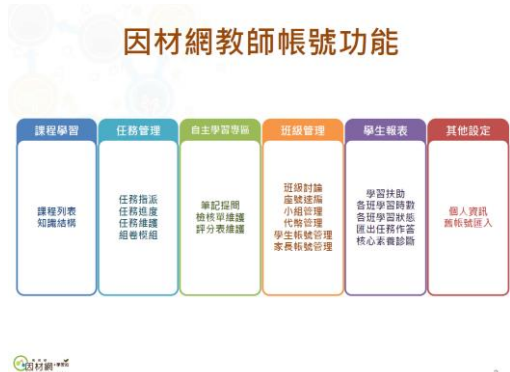 因材網教師帳號功能
課程學習
課程列表
知識結構
任務管理
任務指派
任務進度
任務維護
組卷模組
自主學習專區
筆記提問
檢核單維護
評分表維護
班級管理
班級討論
座號速編
小組管理
代幣管理
學生帳號管理
家長帳號管理
學生報表
學習扶助
各班學習時數
各班學習狀態
匯出任務作答
核心素養診斷
其他設定
個人資訊
舊帳號匯入
因材網